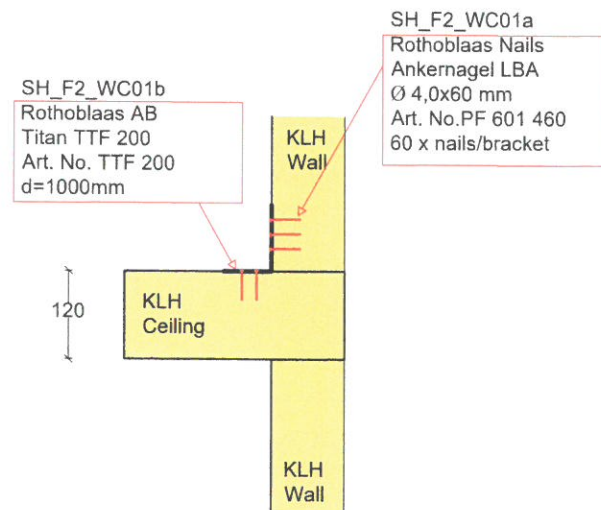 SH_F2_WC01a
Rothoblaas Nails
Ankernagel LBA
Ø 4,0x60 mm
Art. No.PF 601 460
60 x nails/bracket
SH_F2_WC01b
Rothoblaas AB
Titan TTF 200
Art. No. TTF 200
d=1000mm
KLH
Wall
120
KLH
Ceiling
KLH
Wall